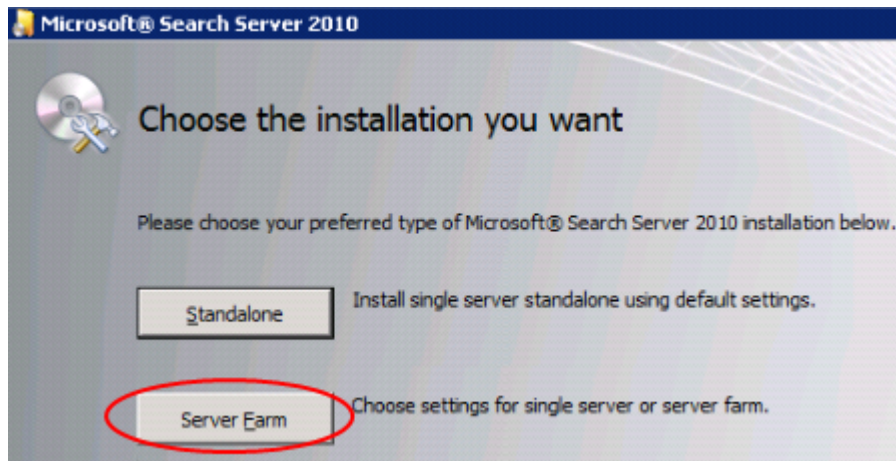 Microsoft® Search Server 2010
Choose the installation you want
Please choose your preferred type of Microsoft® Search Server 2010 installation below.
Standalone
Install single server standalone using default settings.
Server Farm
Choose settings for single server or server farm.